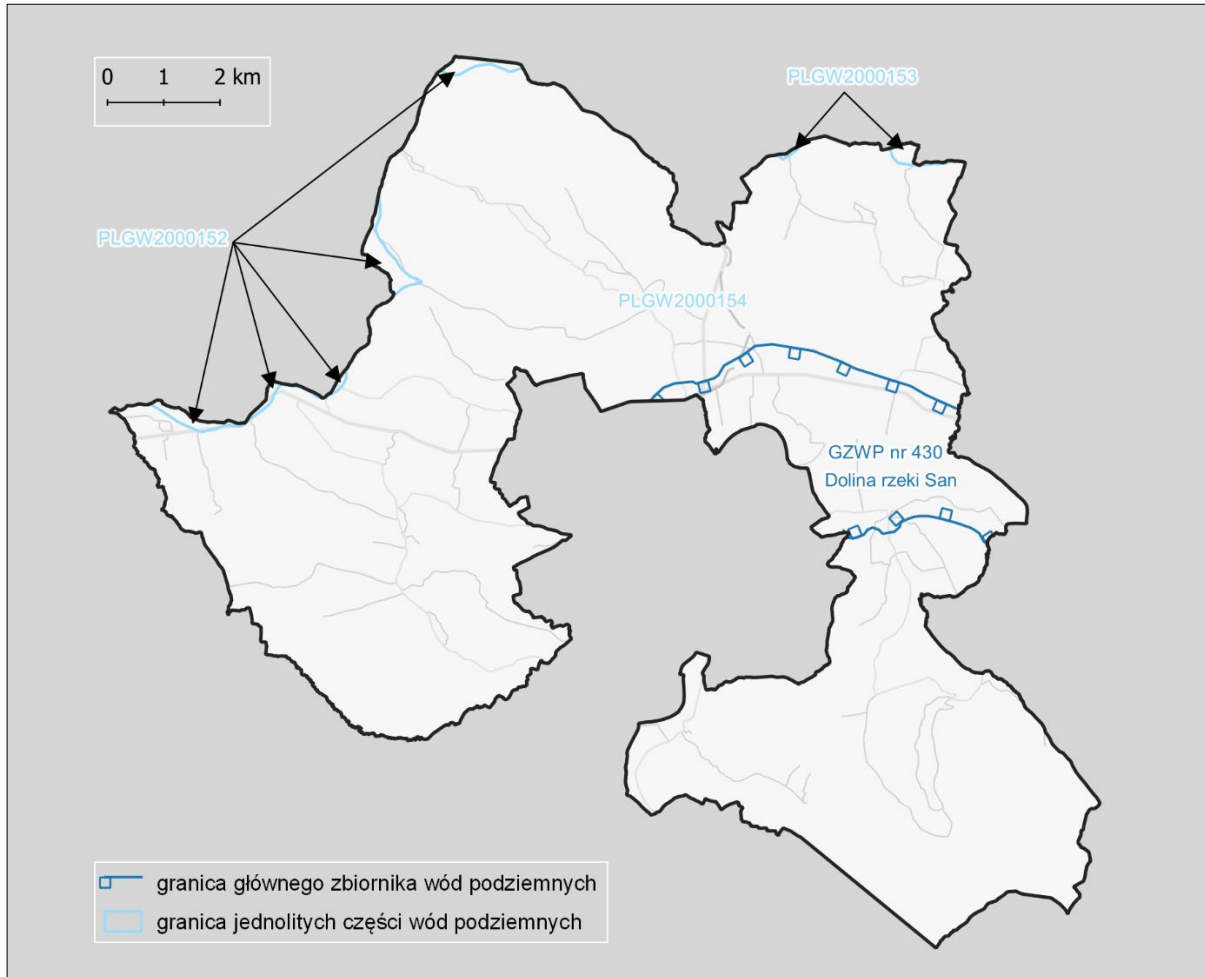 0 1 2 km
PLGW2000153
PLGW2000152
PLGW2000154
GZWP nr 430
Dolina rzeki San
granica głównego zbiornika wód podziemnych
granica jednolitych części wód podziemnych